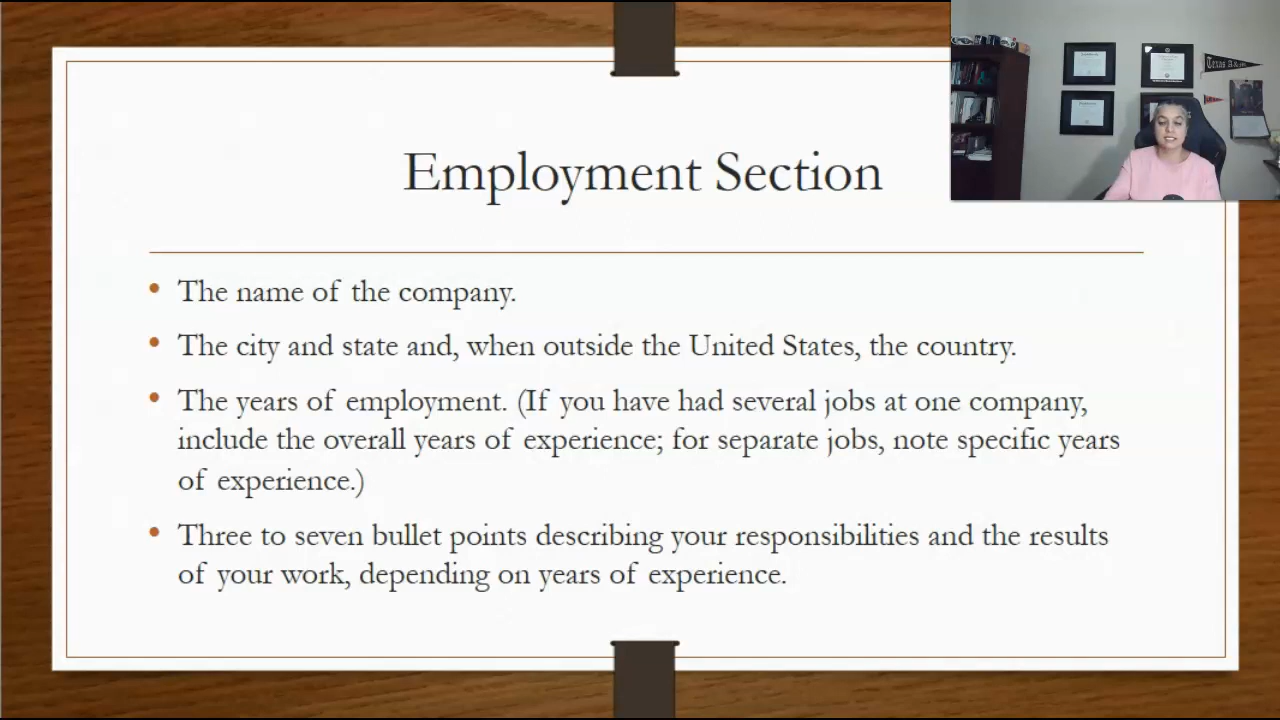 Employment Section
• The name of the company.
• The city and state and, when outside the United States, the country.
• The years of employment. (If you have had several jobs at one company,
include the overall years of experience; for separate jobs, note specific years
of experience.)
• Three to seven bullet points describing your responsibilities and the results
of your work, depending on years of experience.